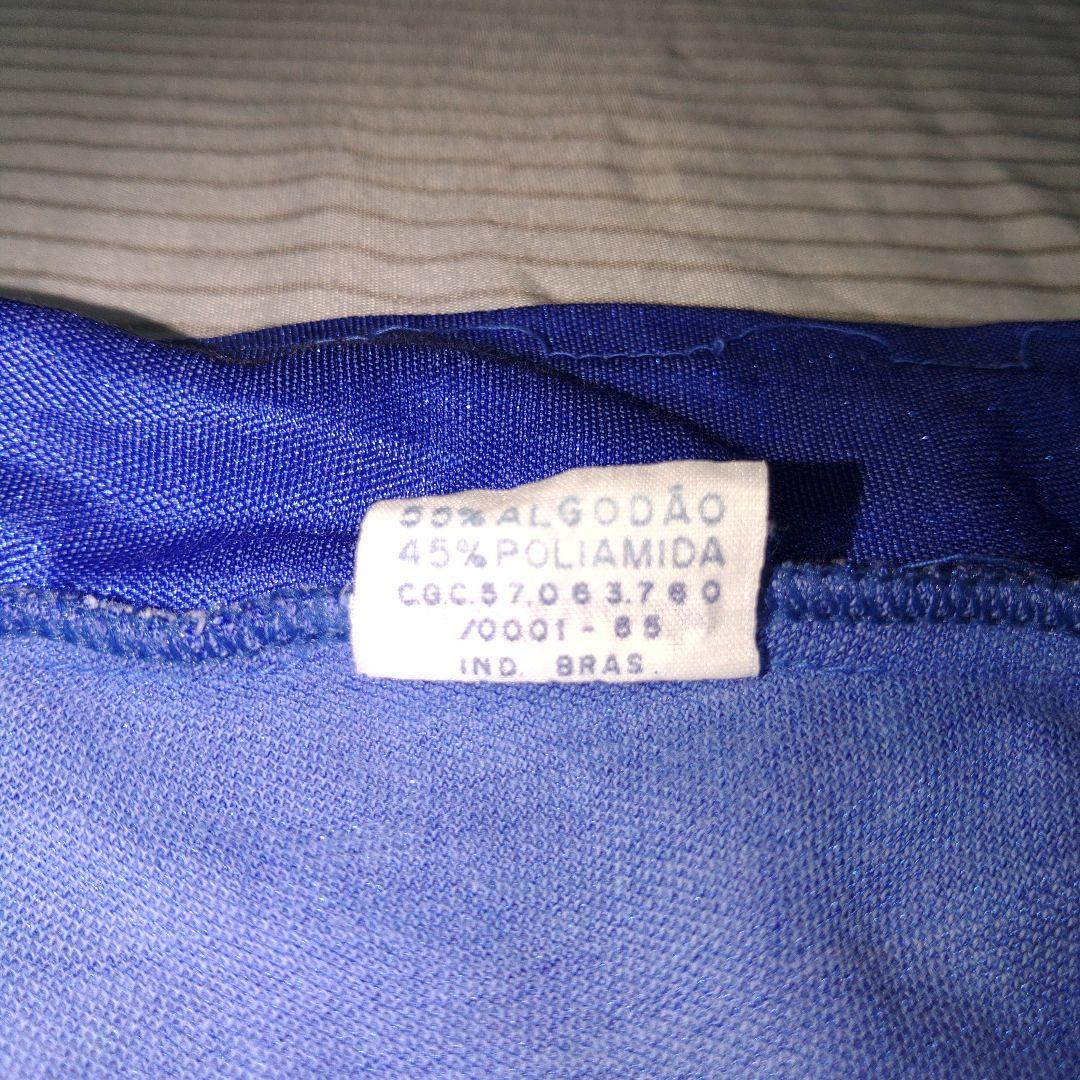 55% ALGODÃO
45% POLIAMIDA
C.G.C.57.063.760
/0001-65
IND. BRAS.